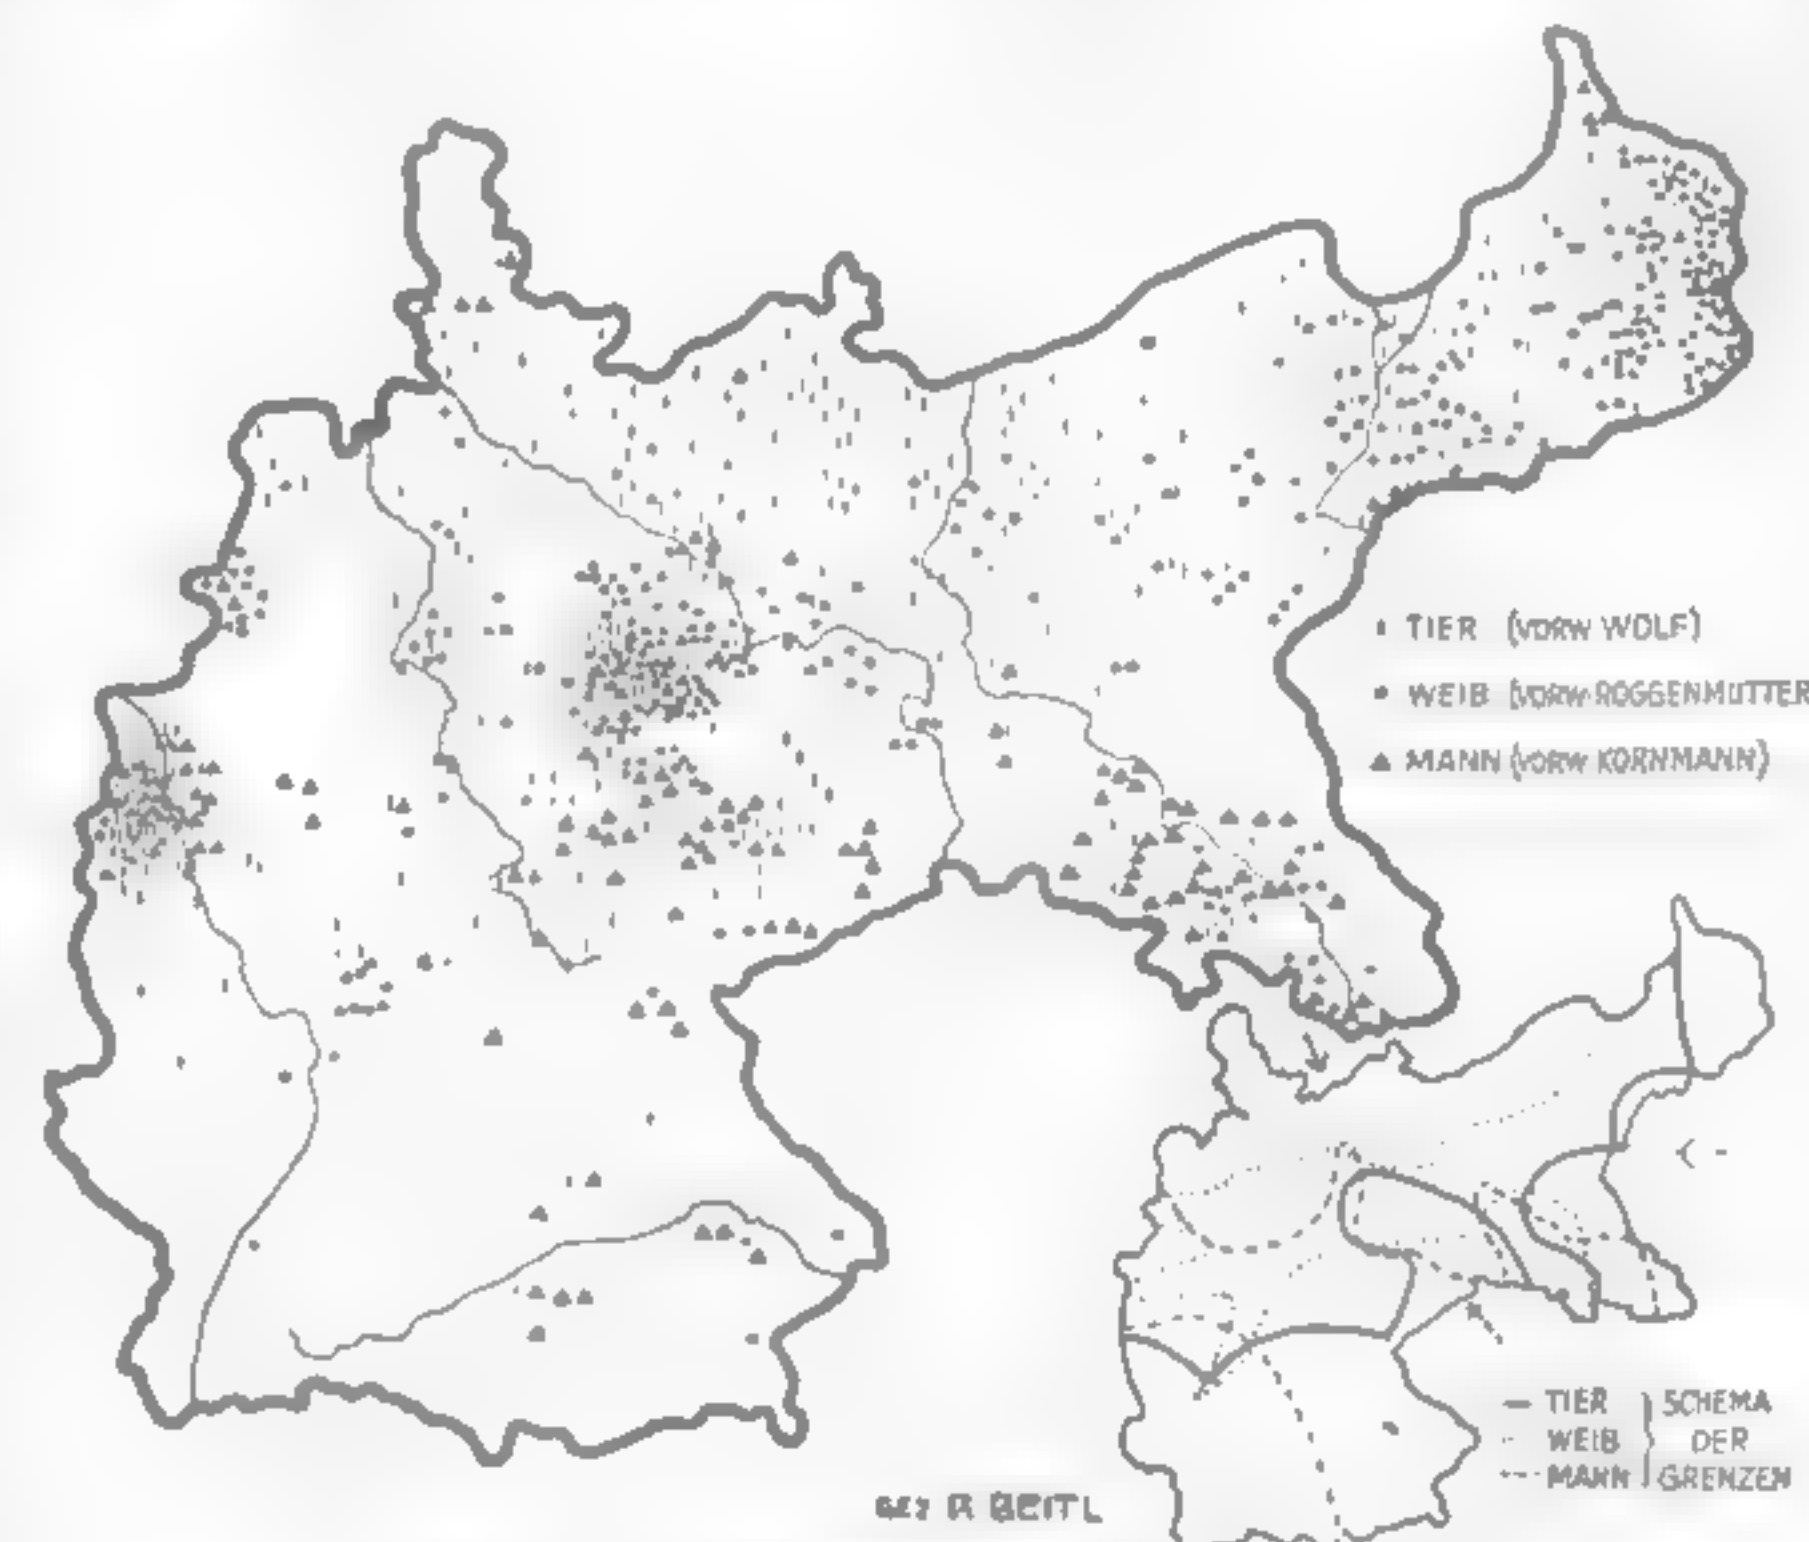 TIER (VORW WOLF)
WEIB (VORW ROGGENMUTTER
MANN (VORW KORNMANN)
TIER
WEIB
MANN
SCHEMA
DER
GRENZEN
GEZ R BEITL